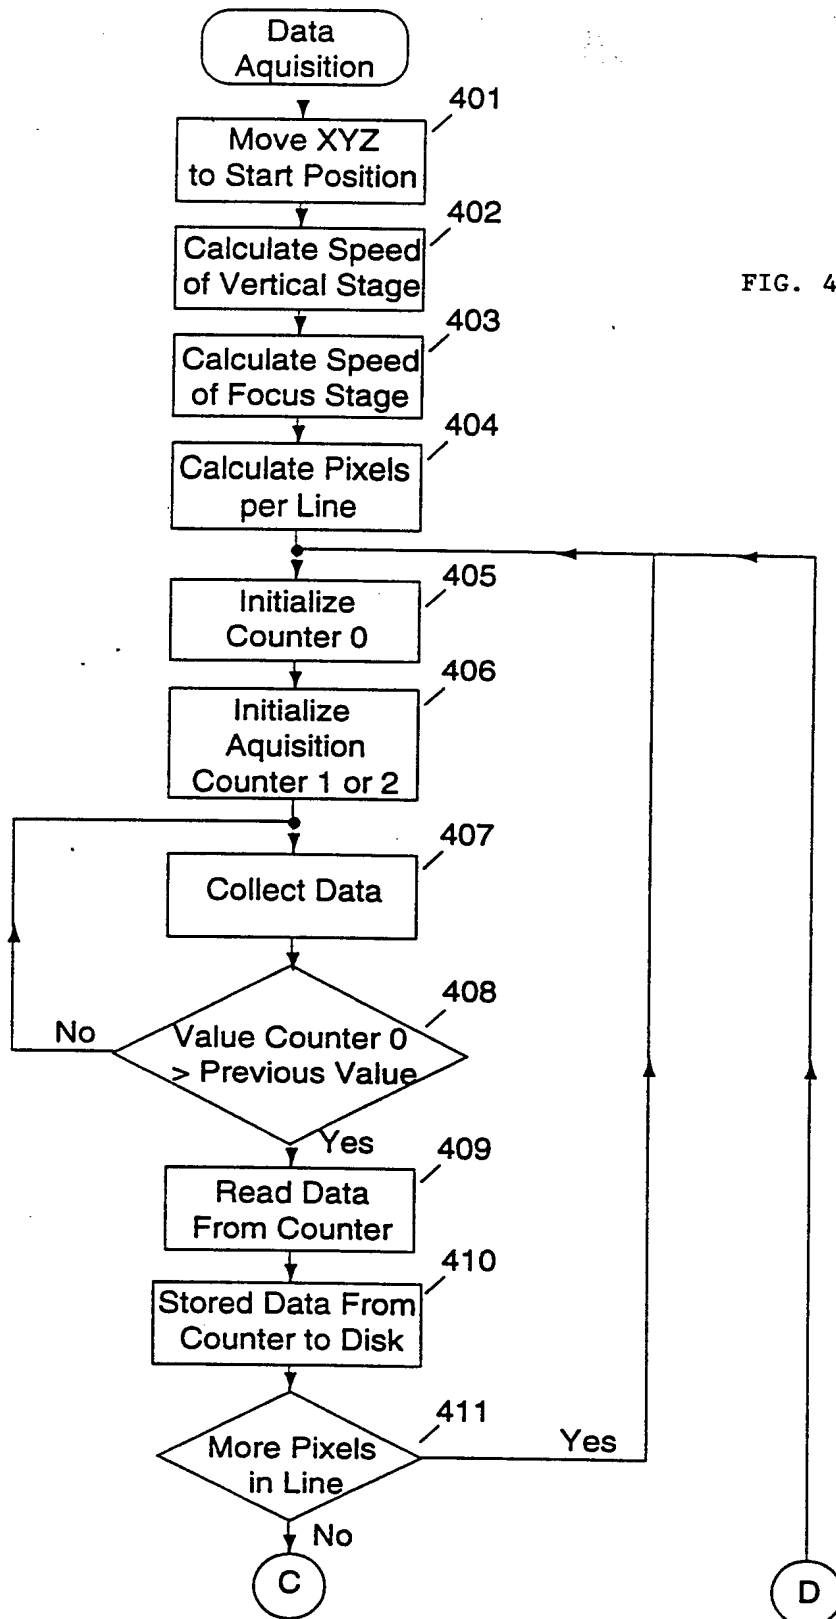 Data
Aquisition
401
Move XYZ
to Start Position
402
Calculate Speed
of Vertical Stage
FIG. 4
403
Calculate Speed
of Focus Stage
404
Calculate Pixels
per Line
405
Initialize
Counter 0
406
Initialize
Aquisition
Counter 1 or 2
407
Collect Data
408
No
Value Counter 0
> Previous Value
Yes
409
Read Data
From Counter
410
Stored Data From
Counter to Disk
411
More Pixels
in Line
Yes
No
C
D